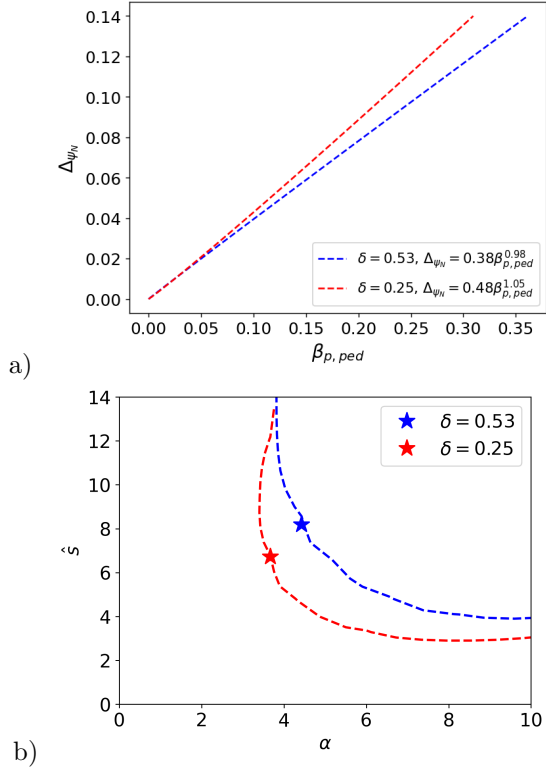 0.14
0.12
0.10
0.08
0.06
0.04
0.02
0.00
Δ_{ψ_N}
δ = 0.53, Δ_{ψ_N} = 0.38β_{p,ped}^{0.98}
δ = 0.25, Δ_{ψ_N} = 0.48β_{p,ped}^{1.05}
0.00 0.05 0.10 0.15 0.20 0.25 0.30 0.35
β_{p,ped}
a)
14
12
10
8
6
4
2
0
ŝ
δ = 0.53
δ = 0.25
0 2 4 6 8 10
α
b)